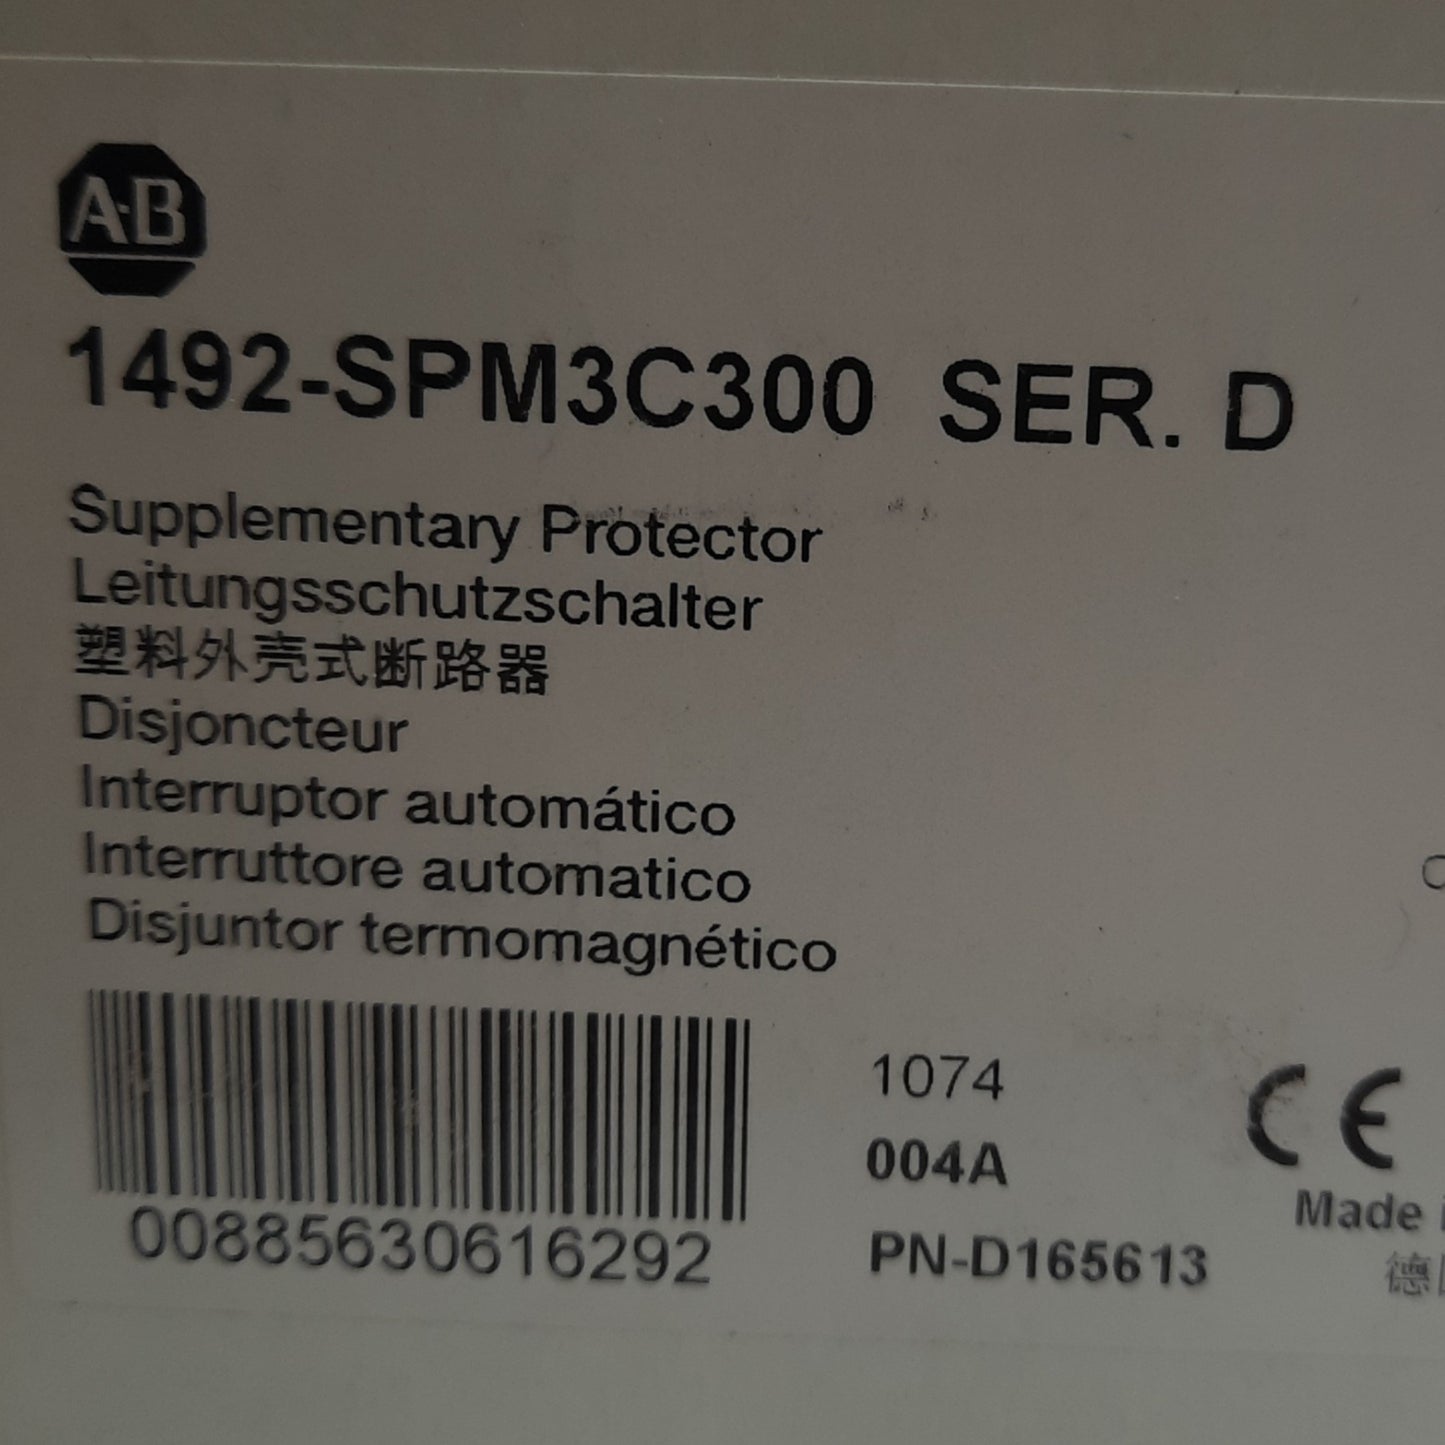 A-B
1492-SPM3C300 SER. D
Supplementary Protector
Leitungsschutzschalter
塑料外壳式断路器
Disjoncteur
Interruptor automático
Interruttore automatico
Disjuntor termomagnético
00885630616292
1074
004A
PN-D165613
CE
Made
德